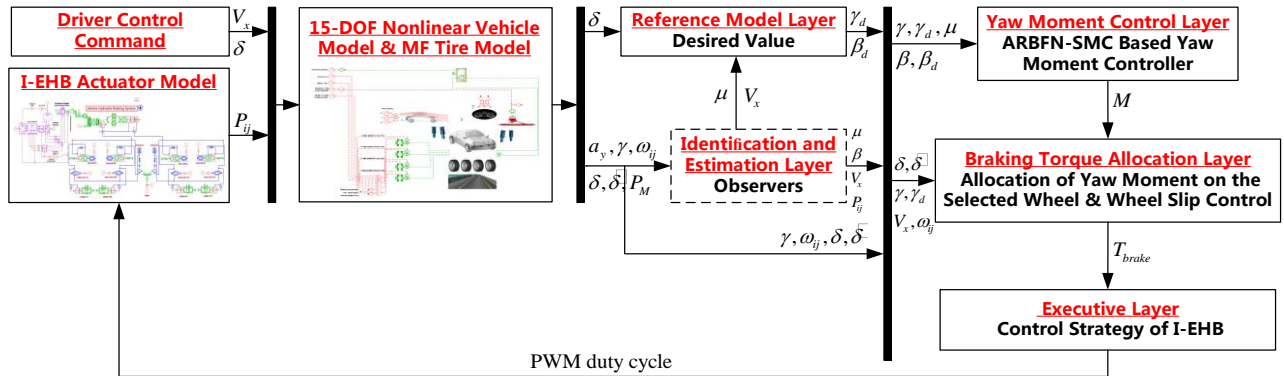 Driver Control
Command
V_x
δ
I-EHB Actuator Model
P_ij
15-DOF Nonlinear Vehicle
Model & MF Tire Model
δ
Reference Model Layer
Desired Value
γ_d
β_d
μ V_x
a_y, γ, ω_ij
δ, δ, P_M
Identification and
Estimation Layer
Observers
μ
β
V_x
P_ij
γ, ω_ij, δ, δ
γ, γ_d, μ
β, β_d
Yaw Moment Control Layer
ARBFN-SMC Based Yaw
Moment Controller
M
δ, δ
γ, γ_d
V_x, ω_ij
Braking Torque Allocation Layer
Allocation of Yaw Moment on the
Selected Wheel & Wheel Slip Control
T_brake
Executive Layer
Control Strategy of I-EHB
PWM duty cycle